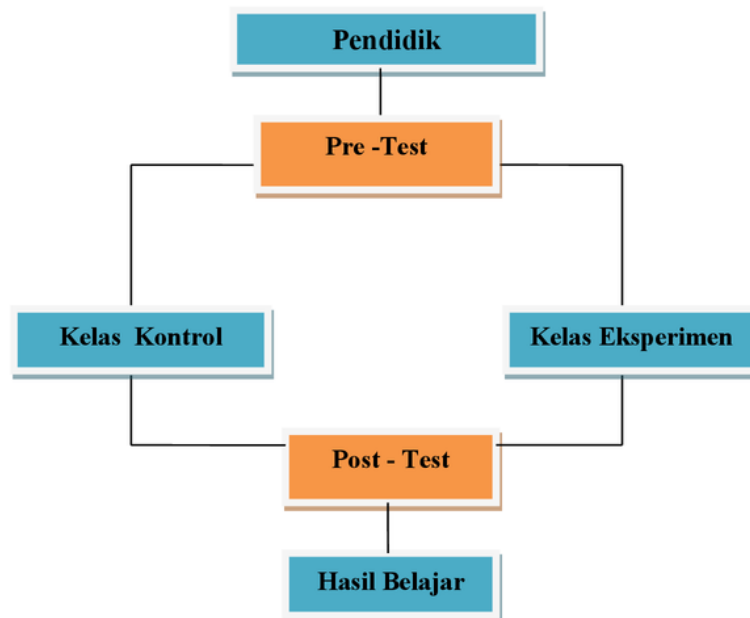 Pendidik
Pre -Test
Kelas  Kontrol
Kelas Eksperimen
Post - Test
Hasil Belajar